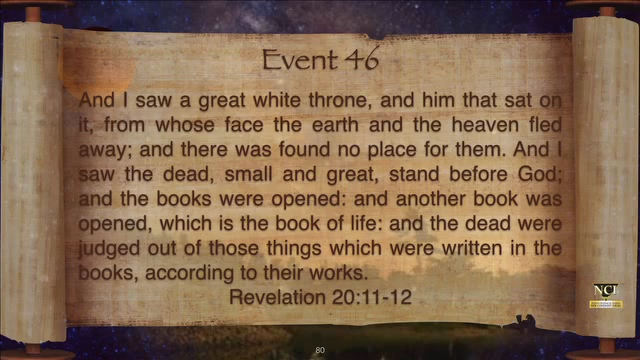 Event 46
And I saw a great white throne, and him that sat on
it, from whose face the earth and the heaven fled
away; and there was found no place for them. And I
saw the dead, small and great, stand before God;
and the books were opened: and another book was
opened, which is the book of life: and the dead were
judged out of those things which were written in the
books, according to their works.
Revelation 20:11-12
NCI
80